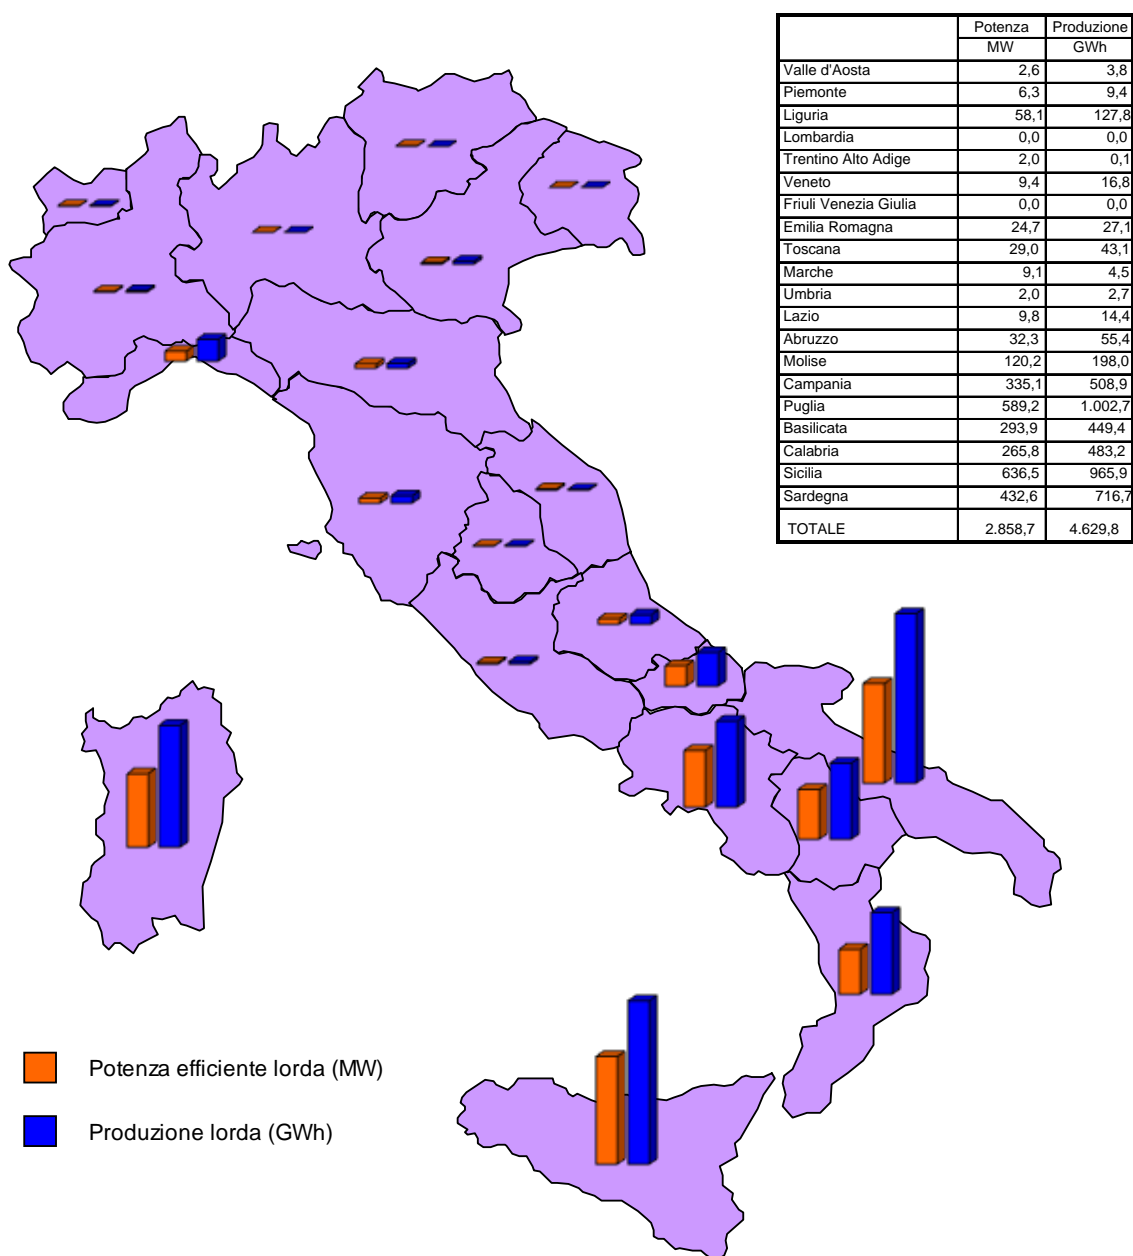 Potenza Produzione
MW GWh
Valle d'Aosta 2,6 3,8
Piemonte 6,3 9,4
Liguria 58,1 127,8
Lombardia 0,0 0,0
Trentino Alto Adige 2,0 0,1
Veneto 9,4 16,8
Friuli Venezia Giulia 0,0 0,0
Emilia Romagna 24,7 27,1
Toscana 29,0 43,1
Marche 9,1 4,5
Umbria 2,0 2,7
Lazio 9,8 14,4
Abruzzo 32,3 55,4
Molise 120,2 198,0
Campania 335,1 508,9
Puglia 589,2 1.002,7
Basilicata 293,9 449,4
Calabria 265,8 483,2
Sicilia 636,5 965,9
Sardegna 432,6 716,7
TOTALE 2.858,7 4.629,8
Potenza efficiente lorda (MW)
Produzione lorda (GWh)